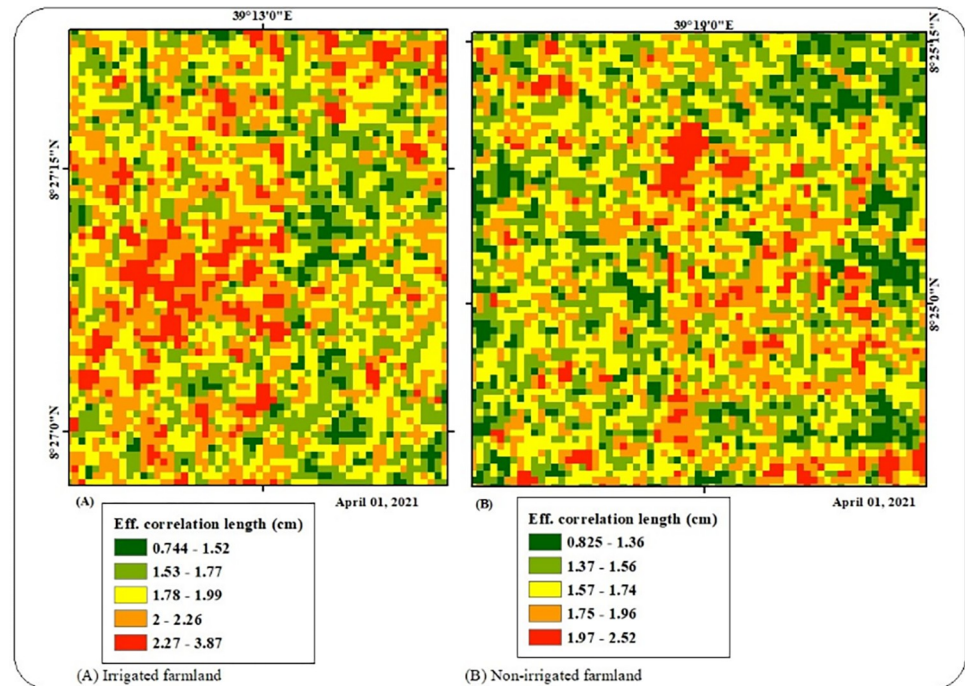 39°13'0"E
39°19'0"E
8°25'15"N
8°27'15"N
8°25'0"N
8°27'0"N
(A)
April 01, 2021
(B)
April 01, 2021
Eff. correlation length (cm)
0.744 - 1.52
1.53 - 1.77
1.78 - 1.99
2 - 2.26
2.27 - 3.87
Eff. correlation length (cm)
0.825 - 1.36
1.37 - 1.56
1.57 - 1.74
1.75 - 1.96
1.97 - 2.52
(A) Irrigated farmland
(B) Non-irrigated farmland